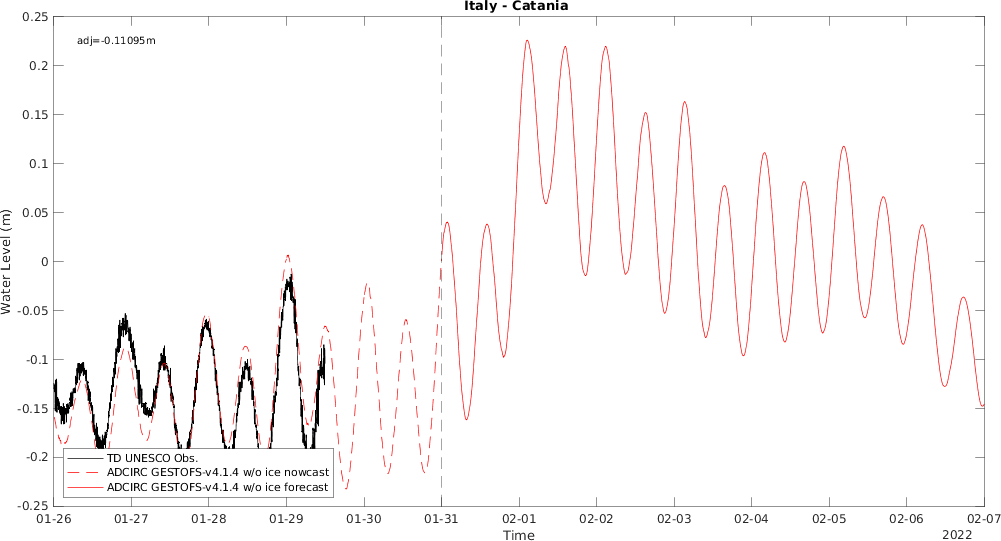 Italy - Catania
adj=-0.11095m
0.25
0.2
0.15
0.1
0.05
0
-0.05
-0.1
-0.15
-0.2
-0.25
Water Level (m)
TD UNESCO Obs.
ADCIRC GESTOFS-v4.1.4 w/o ice nowcast
ADCIRC GESTOFS-v4.1.4 w/o ice forecast
01-26 01-27 01-28 01-29 01-30 01-31 02-01 02-02 02-03 02-04 02-05 02-06 02-07
Time
2022